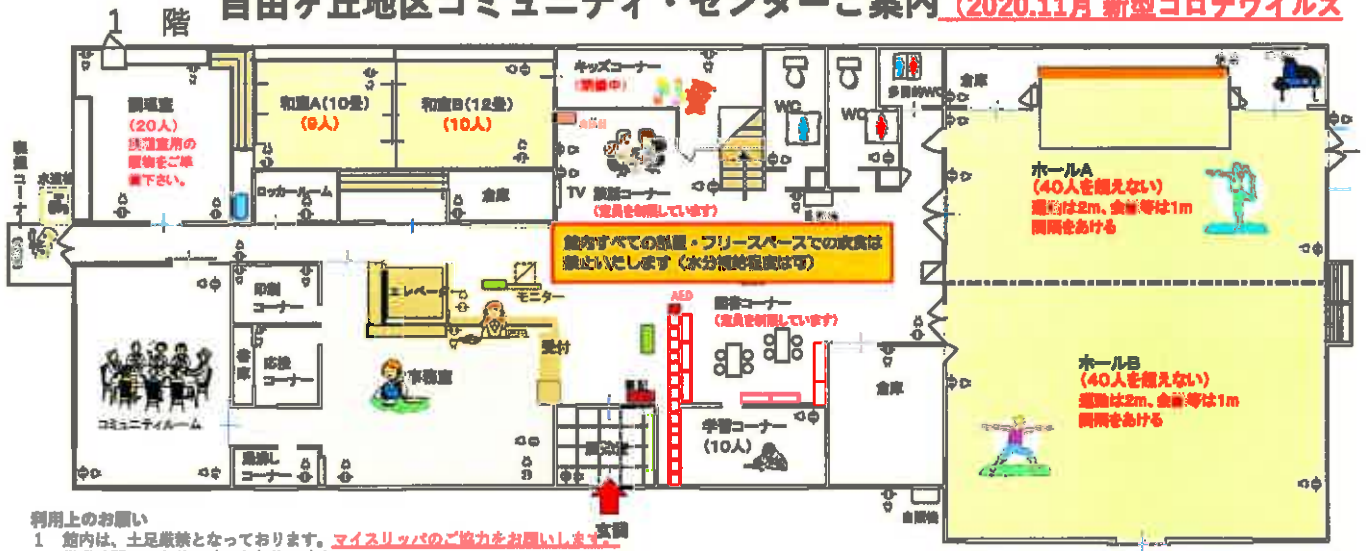 自由ケ丘地区コミュニティ・センターご案内 (2020.11月 新型コロナウイルス
1 階
調理室
(20人)
調理室用の
履物をご準
備下さい。
和室A(10畳)
(8人)
和室B(12畳)
(10人)
キッズコーナー
WC
WC
多目的WC
倉庫
水道
ロッカールーム
倉庫
TV 談話コーナー
(定員を制限しています)
ホールA
(40人を超えない)
運動は2m、会議等は1m
間隔をあける
館内すべての部屋・フリースペースでの飲食は
禁止いたします(水分補給程度は可)
印刷
コーナー
エレベーター
モニター
AED
図書コーナー
(定員を制限しています)
書庫
応接
コーナー
受付
事務室
コミュニティルーム
倉庫
ホールB
(40人を超えない)
運動は2m、会議等は1m
間隔をあける
学習コーナー
(10人)
湯沸し
コーナー
玄関
自販機
利用上のお願い
1 館内は、土足厳禁となっております。マイスリッパのご協力をお願いします。